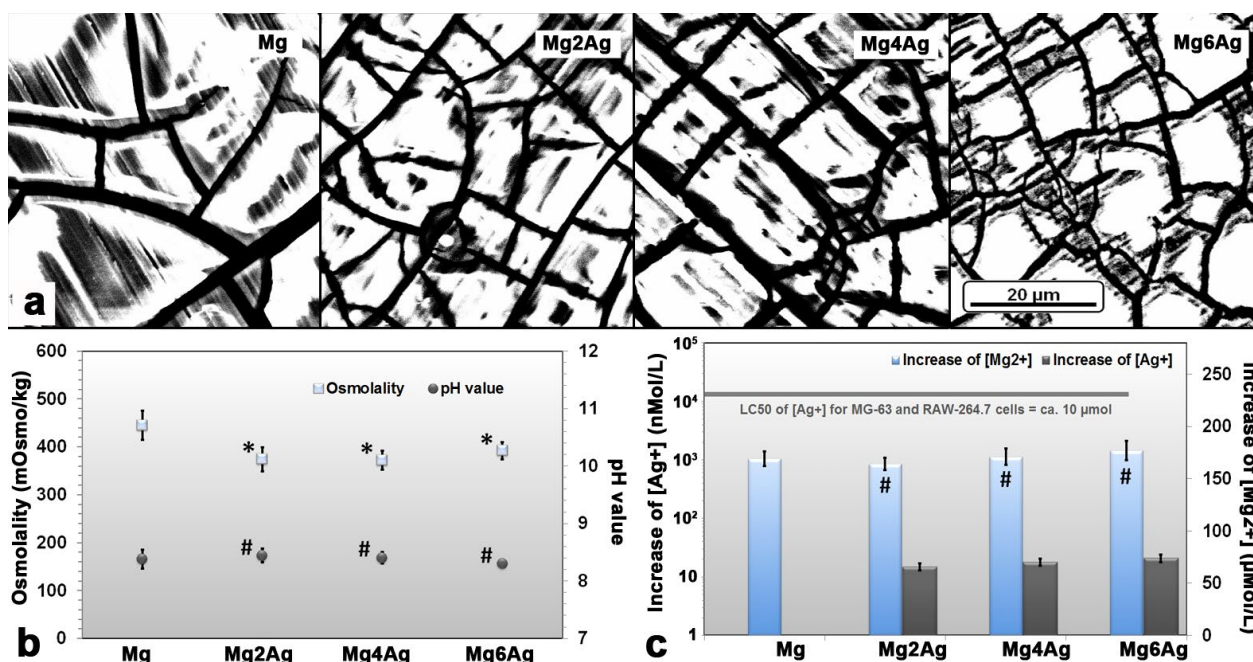 Mg
Mg2Ag
Mg4Ag
Mg6Ag
a
20 µm
600
500
400
300
200
100
0
Osmolality (mOsmo/kg)
Osmolality
pH value
*
*
*
#
#
#
12
11
10
9
8
7
pH value
b
Mg
Mg2Ag
Mg4Ag
Mg6Ag
10⁵
10⁴
10³
10²
10
1
Increase of [Ag+] (nMol/L)
Increase of [Mg2+]
Increase of [Ag+]
LC50 of [Ag+] for MG-63 and RAW-264.7 cells = ca. 10 µmol
#
#
#
250
200
150
100
50
0
Increase of [Mg2+] (µMol/L)
c
Mg
Mg2Ag
Mg4Ag
Mg6Ag